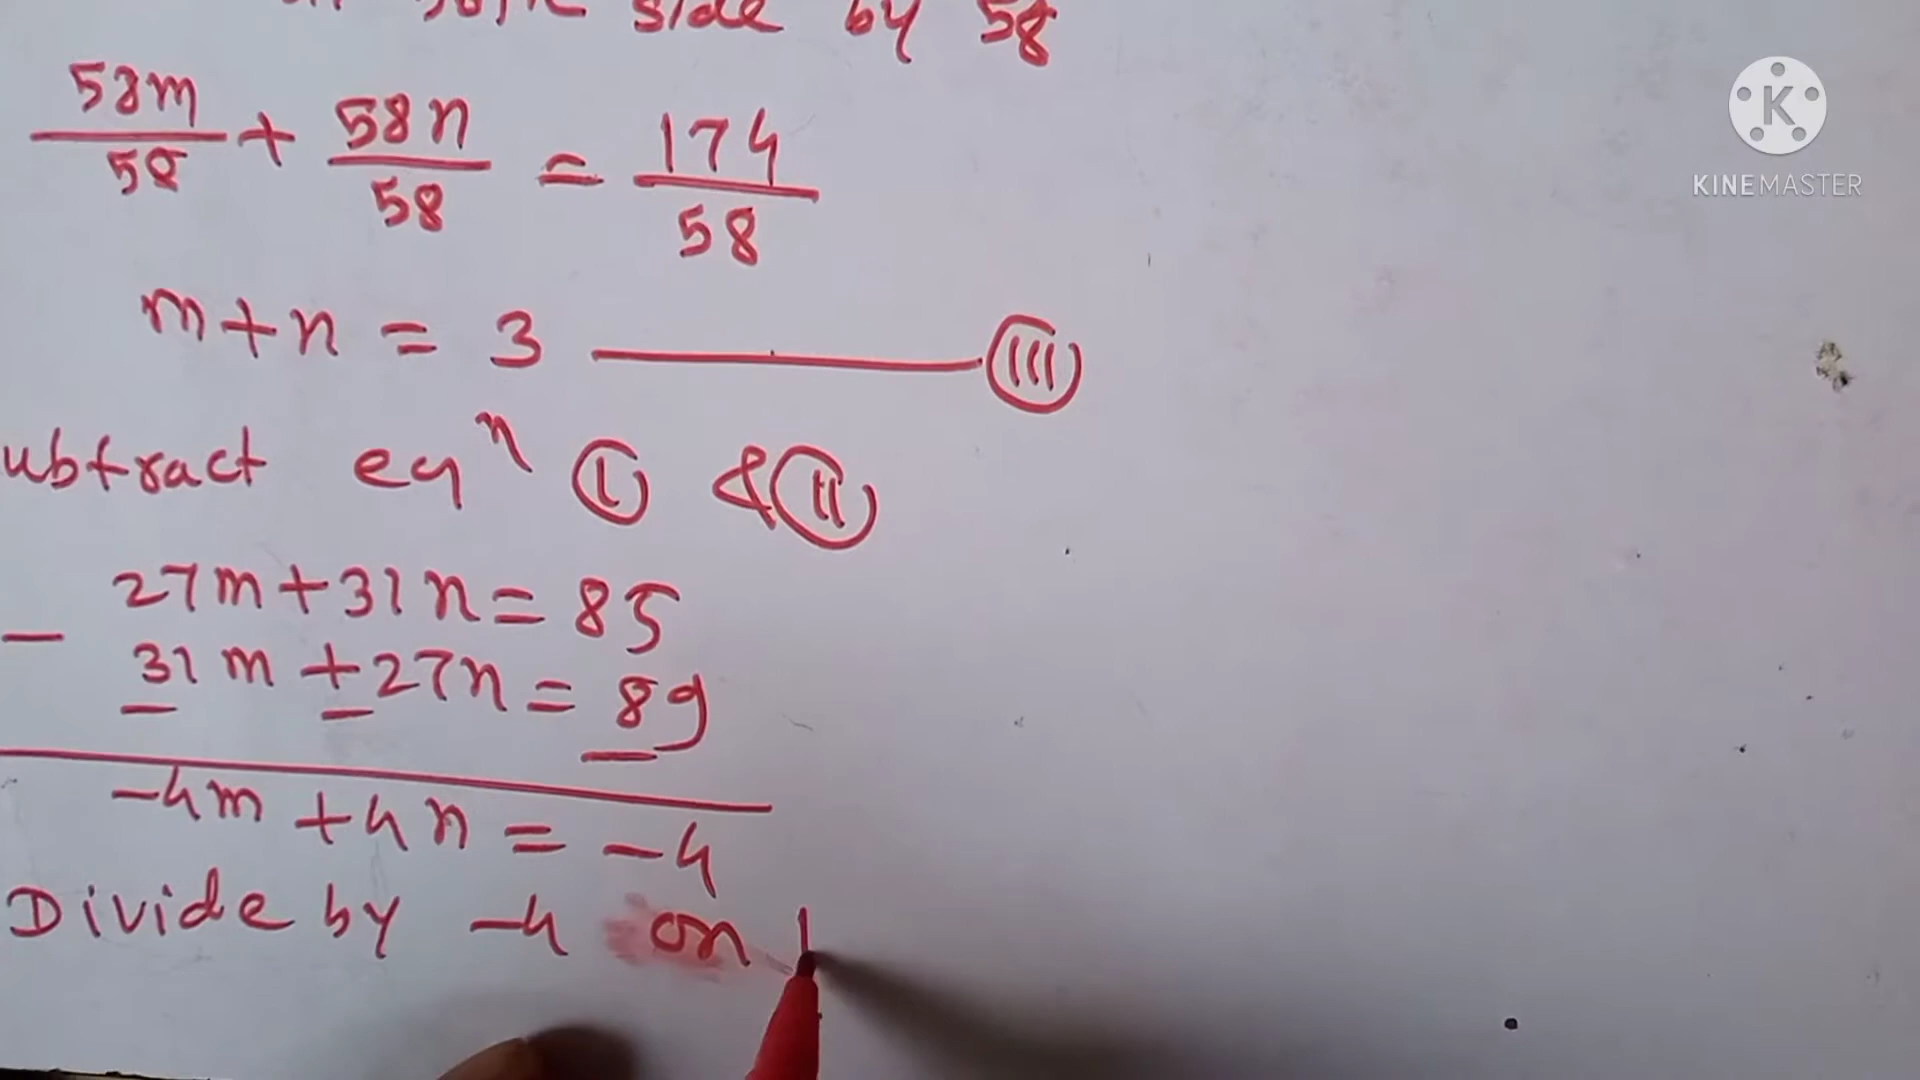 side by 58
58m/58 + 58n/58 = 174/58
KINEMASTER
m+n = 3 (III)
ubtract eqⁿ (I) & (II)
27m+31n=85
- 31m +27n= 89
- - -
-4m +4n = -4
Divide by -4 on